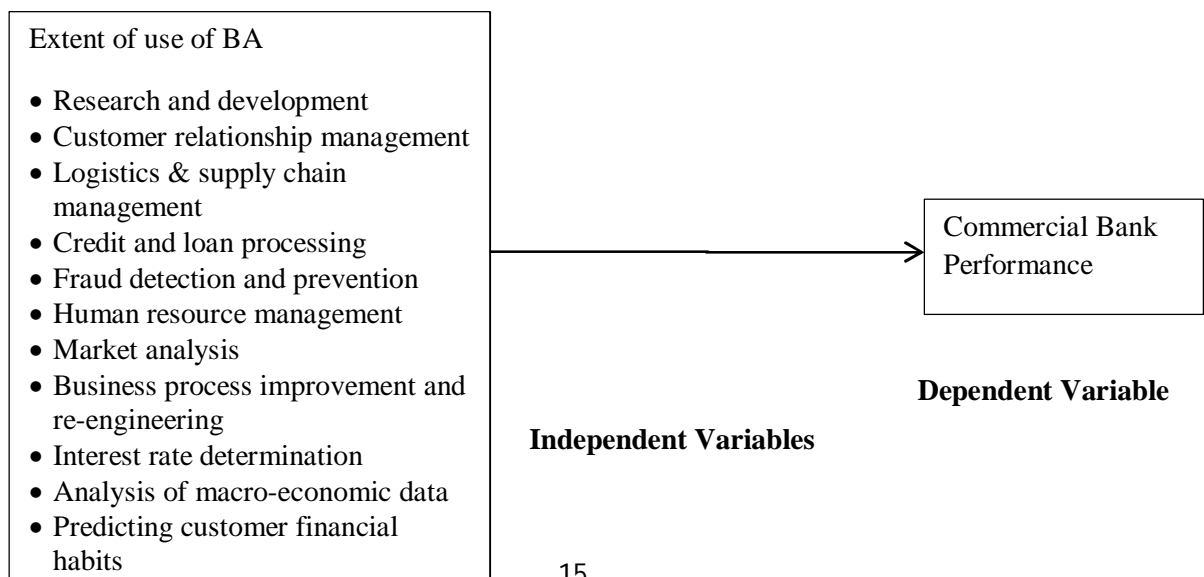 Extent of use of BA
• Research and development
• Customer relationship management
• Logistics & supply chain
management
• Credit and loan processing
• Fraud detection and prevention
• Human resource management
• Market analysis
• Business process improvement and
re-engineering
• Interest rate determination
• Analysis of macro-economic data
• Predicting customer financial
habits
Commercial Bank
Performance
Dependent Variable
Independent Variables
15